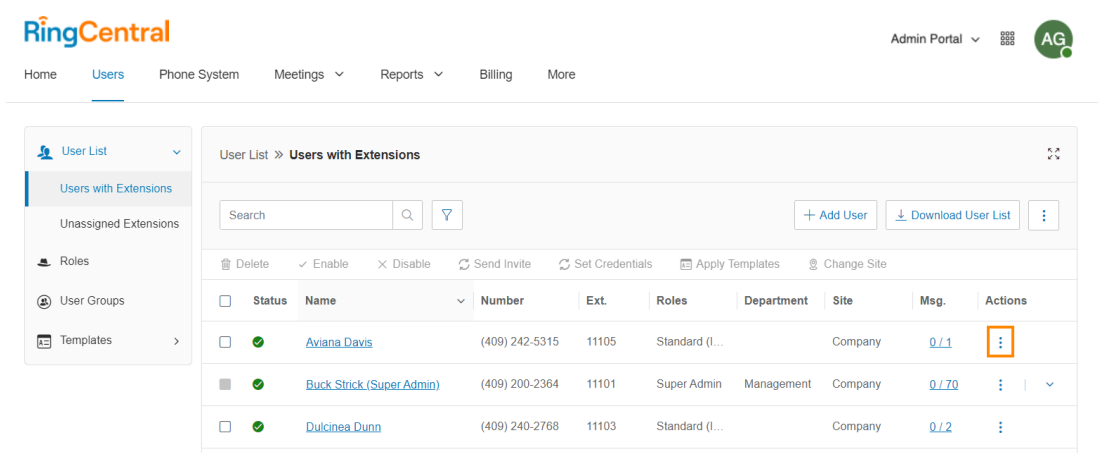 RingCentral
Admin Portal
AG
Home Users Phone System Meetings Reports Billing More
User List
Users with Extensions
Unassigned Extensions
Roles
User Groups
Templates
User List » Users with Extensions
Search
+ Add User Download User List
Delete Enable Disable Send Invite Set Credentials Apply Templates Change Site
Status Name Number Ext. Roles Department Site Msg. Actions
Aviana Davis (409) 242-5315 11105 Standard (I... Company 0 / 1
Buck Strick (Super Admin) (409) 200-2364 11101 Super Admin Management Company 0 / 70
Dulcinea Dunn (409) 240-2768 11103 Standard (I... Company 0 / 2